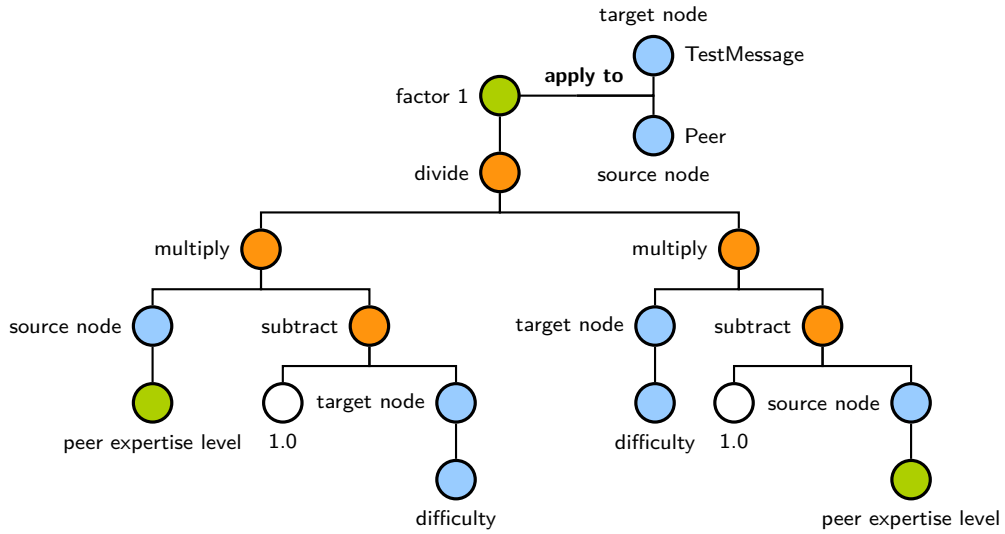 target node
TestMessage
apply to
factor 1
Peer
divide
source node
multiply
multiply
source node
subtract
target node
subtract
target node
source node
peer expertise level
1.0
difficulty
1.0
difficulty
peer expertise level